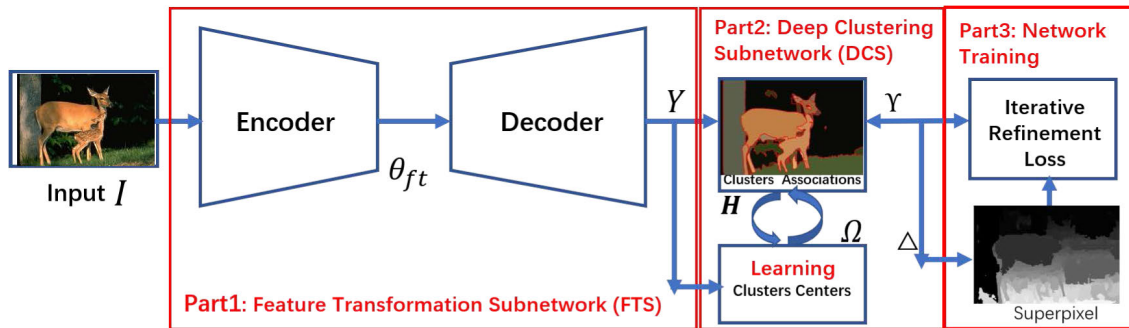 Input I
Encoder
θft
Decoder
Y
Part1: Feature Transformation Subnetwork (FTS)
Part2: Deep Clustering
Subnetwork (DCS)
Clusters Associations
H
Ω
Learning
Clusters Centers
ϒ
△
Part3: Network
Training
Iterative
Refinement
Loss
Superpixel